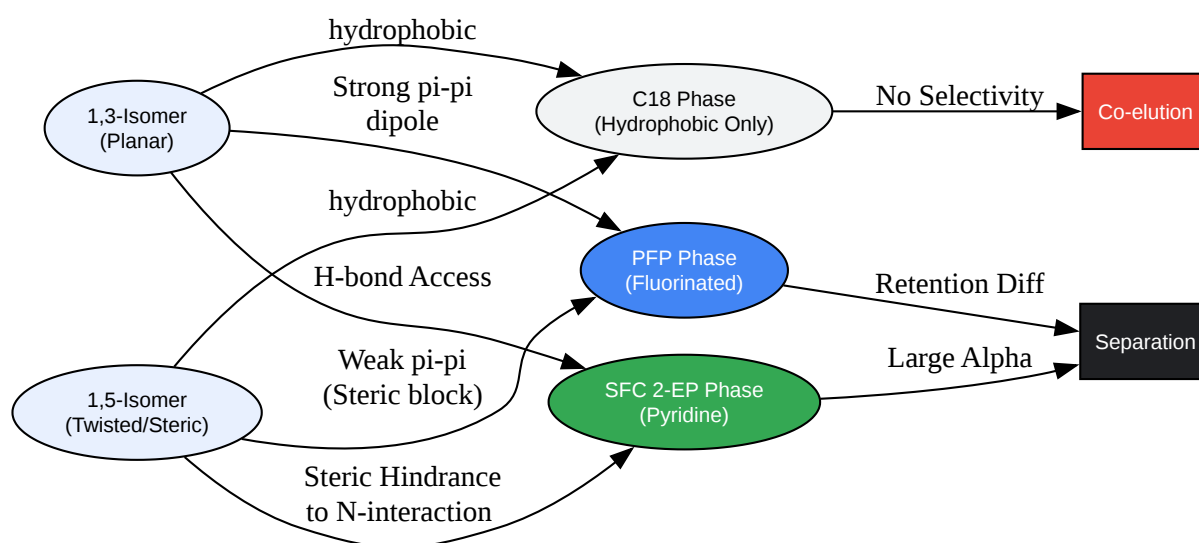 hydrophobic
Strong pi-pi
dipole
1,3-Isomer
(Planar)
C18 Phase
(Hydrophobic Only)
No Selectivity
Co-elution
hydrophobic
H-bond Access
PFP Phase
(Fluorinated)
Retention Diff
Separation
Weak pi-pi
(Steric block)
SFC 2-EP Phase
(Pyridine)
Large Alpha
1,5-Isomer
(Twisted/Steric)
Steric Hindrance
to N-interaction